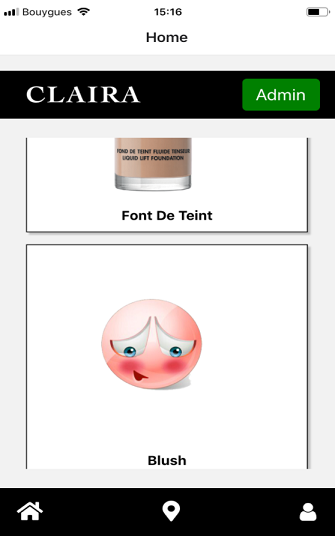 Bouygues 15:16
Home
CLAIRA
Admin
FOND DE TEINT FLUIDE TENSEUR
LIQUID LIFT FOUNDATION
Font De Teint
Blush